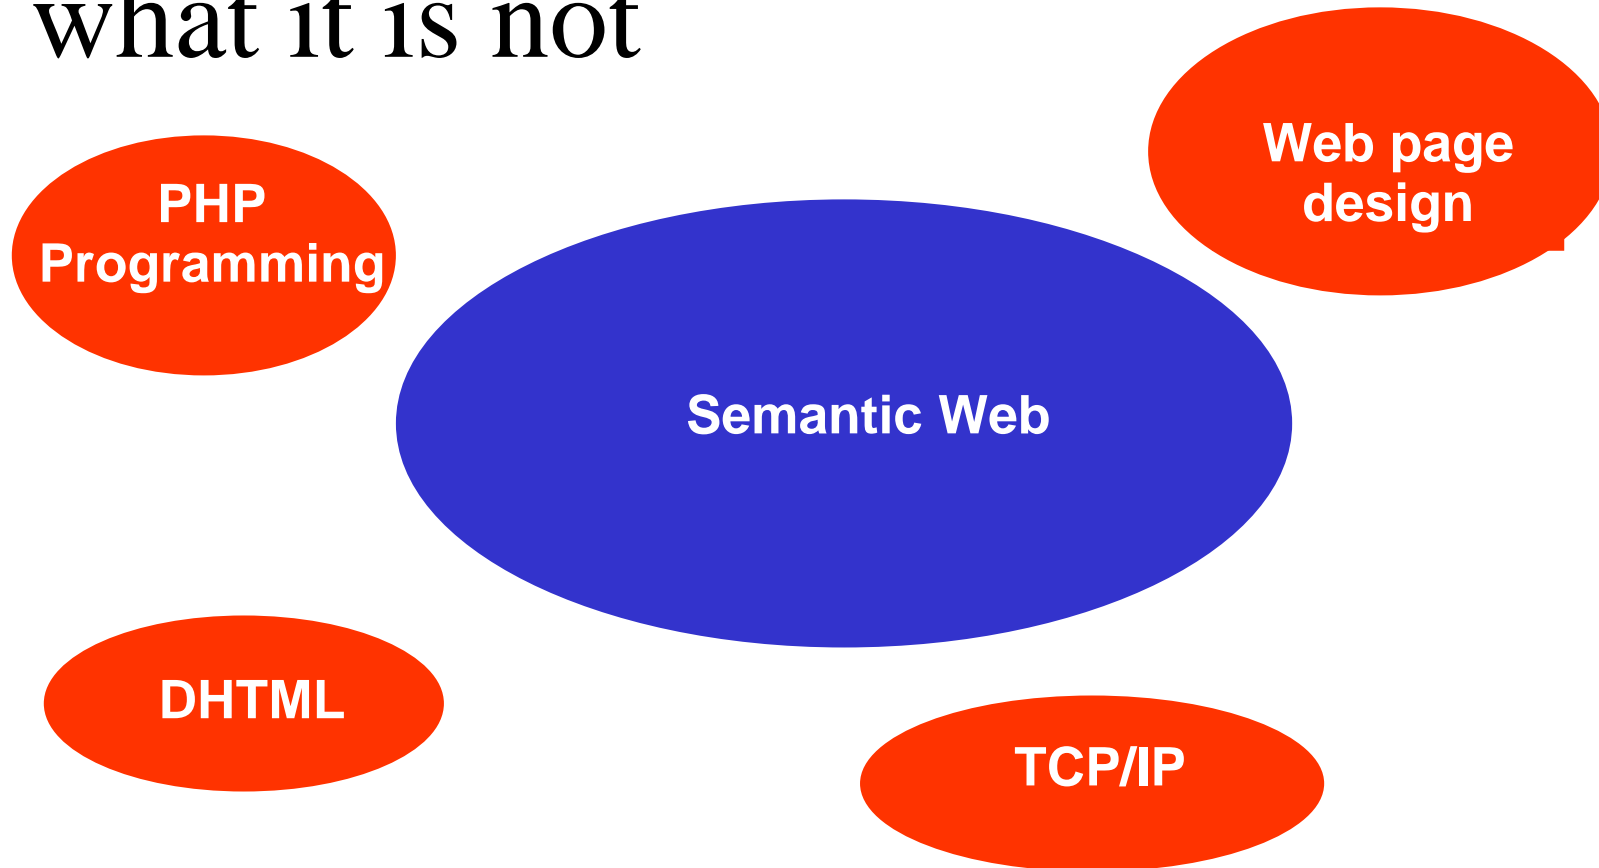 what it is not
Web page
design
PHP
Programming
Semantic Web
DHTML
TCP/IP